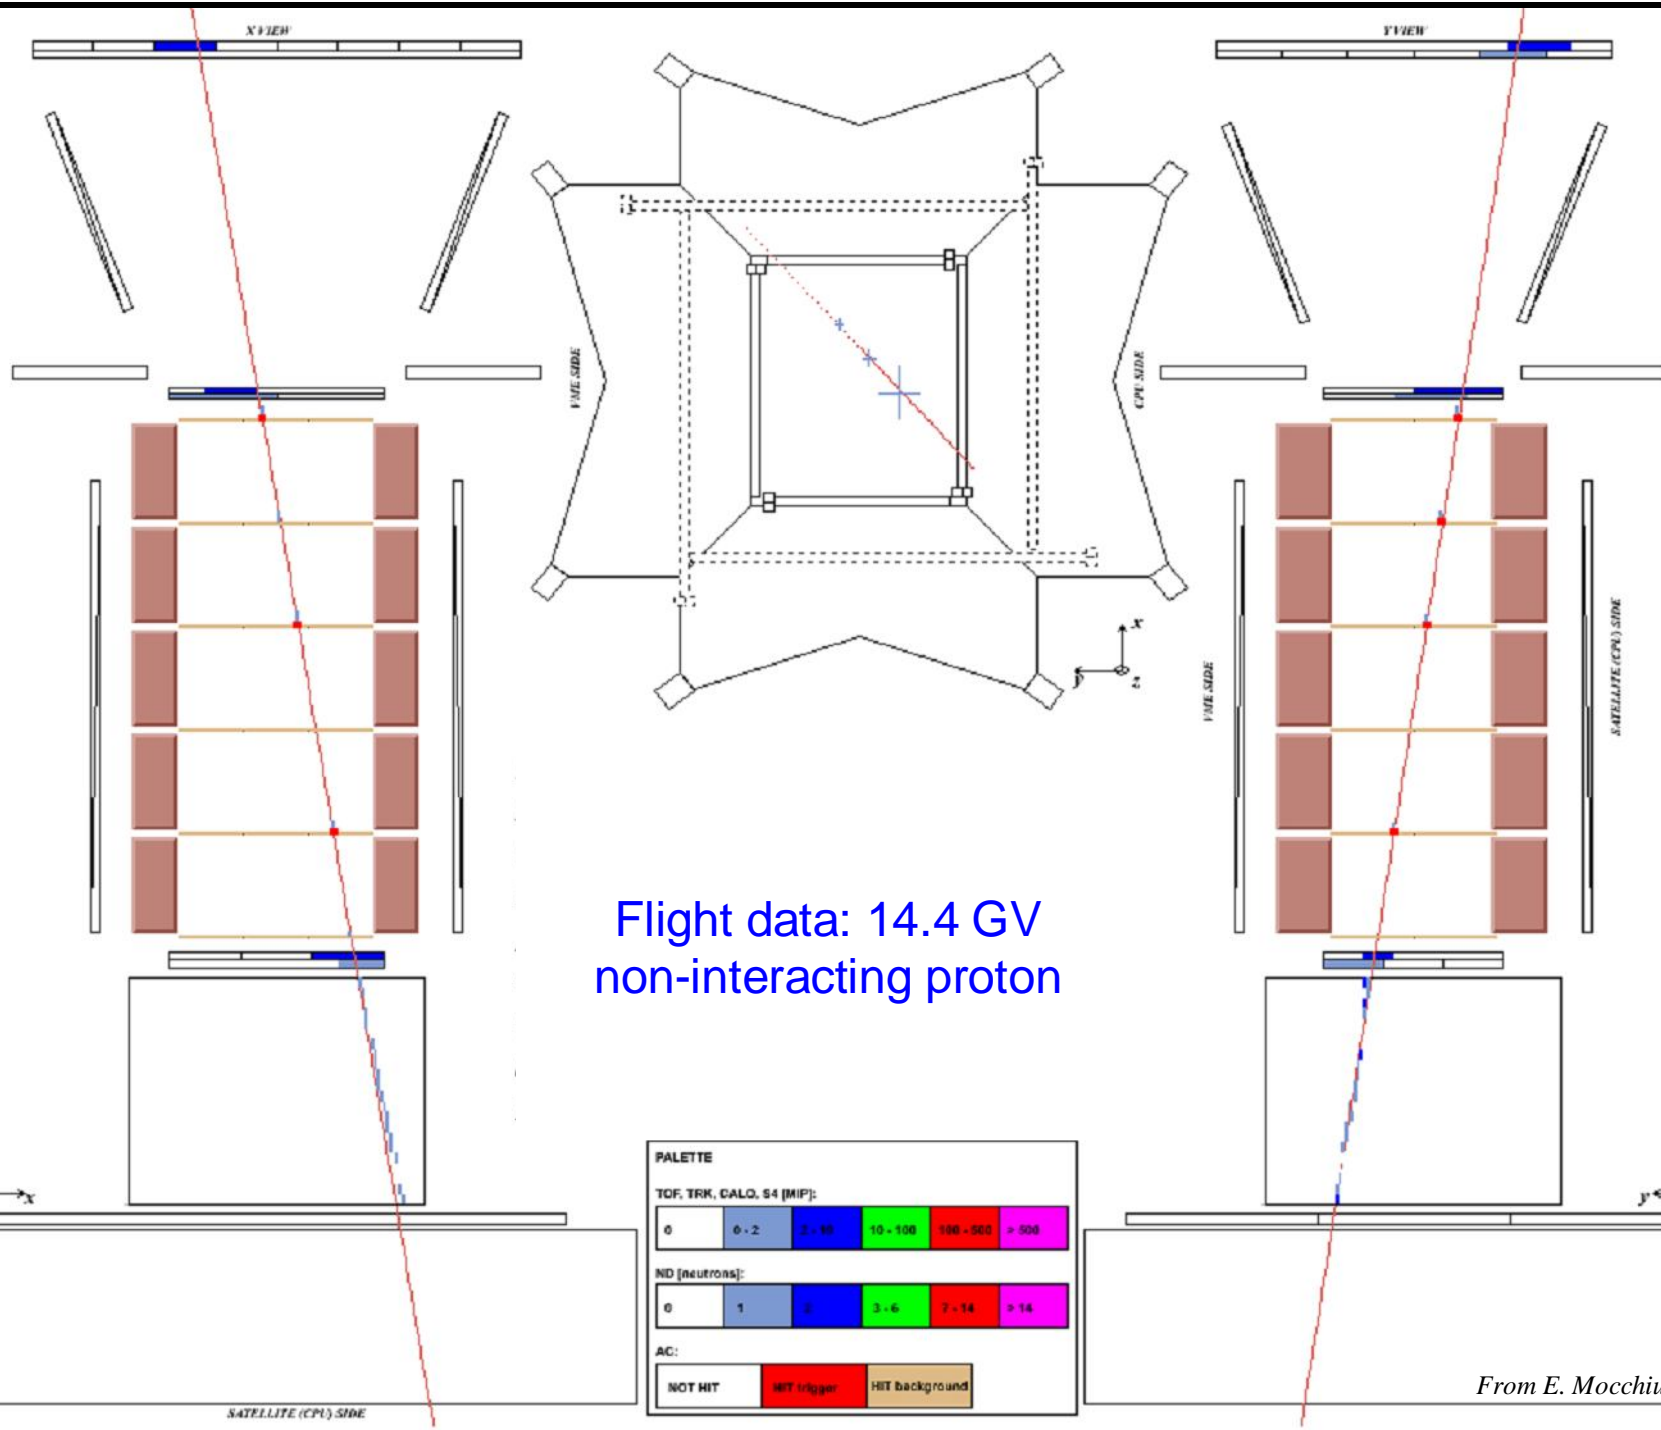 X VIEW
Y VIEW
VME SIDE
CPU SIDE
x
y
z
VME SIDE
SATELLITE (CPU) SIDE
Flight data: 14.4 GV
non-interacting proton
x
y
PALETTE
TOF, TRK, CALO, S4 [MIP]:
0 0 - 2 2 - 10 10 - 100 100 - 500 > 500
ND [neutrons]:
0 1 2 3 - 6 7 - 14 > 14
AC:
NOT HIT HIT trigger HIT background
From E. Mocchiu
SATELLITE (CPU) SIDE